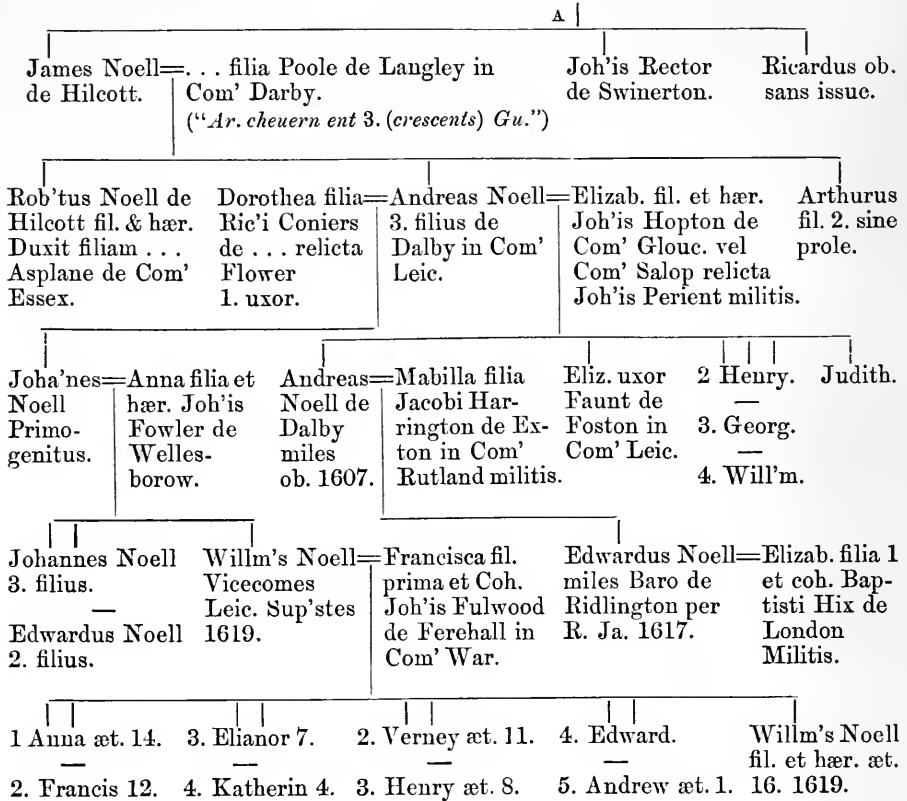 A
James Noell=. . . filia Poole de Langley in
de Hilcott. Com’ Darby.
(“Ar. cheuern ent 3. (crescents) Gu.”)
Joh’is Rector
de Swinerton.
Ricardus ob.
sans issue.
Rob’tus Noell de
Hilcott fil. & hær.
Duxit filiam . . .
Asplane de Com’
Essex.
Dorothea filia=
Ric’i Coniers
de . . . relicta
Flower
1. uxor.
Andreas Noell=
3. filius de
Dalby in Com’
Leic.
Elizab. fil. et hær.
Joh’is Hopton de
Com’ Glouc. vel
Com’ Salop relicta
Joh’is Perient militis.
Arthurus
fil. 2. sine
prole.
Joha’nes=
Noell
Primo-
genitus.
Anna filia et
hær. Joh’is
Fowler de
Welles-
borow.
Andreas=
Noell de
Dalby
miles
ob. 1607.
Mabilla filia
Jacobi Har-
rington de Ex-
ton in Com’
Rutland militis.
Eliz. uxor
Faunt de
Foston in
Com’ Leic.
2 Henry.
—
3. Georg.
—
4. Will’m.
Judith.
Johannes Noell
3. filius.
—
Edwardus Noell
2. filius.
Willm’s Noell=
Vicecomes
Leic. Sup’stes
1619.
Francisca fil.
prima et Coh.
Joh’is Fulwood
de Ferehall in
Com’ War.
Edwardus Noell=
miles Baro de
Ridlington per
R. Ja. 1617.
Elizab. filia 1
et coh. Bap-
tisti Hix de
London
Militis.
1 Anna æt. 14.
—
2. Francis 12.
3. Elianor 7.
—
4. Katherin 4.
2. Verney æt. 11.
—
3. Henry æt. 8.
4. Edward.
—
5. Andrew æt. 1.
Willm’s Noell
fil. et hær. æt.
16. 1619.